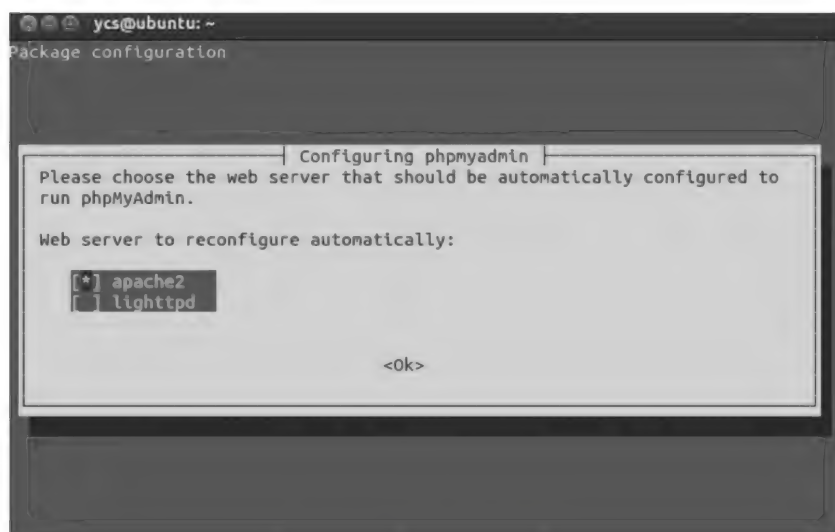 ycs@ubuntu: ~
Package configuration
Configuring phpmyadmin
Please choose the web server that should be automatically configured to
run phpMyAdmin.
Web server to reconfigure automatically:
[*] apache2
[ ] lighttpd
<Ok>